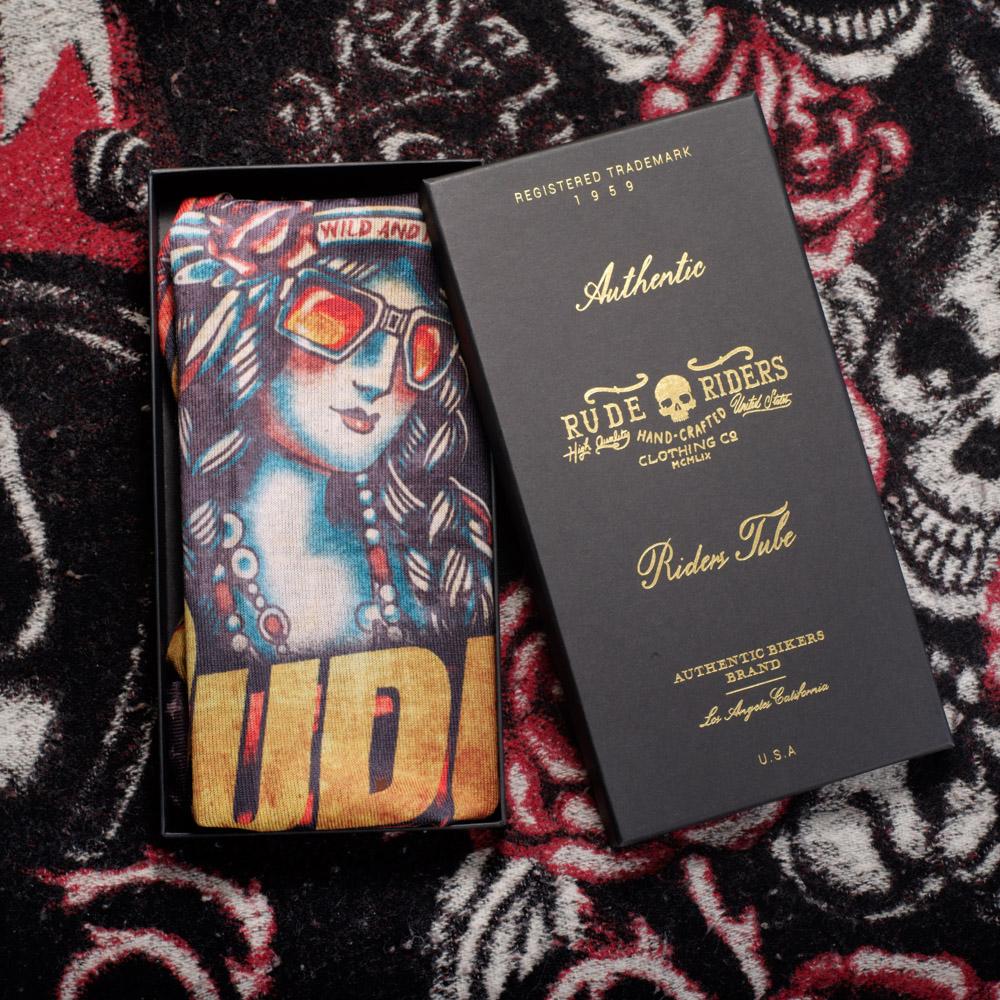 WILD AND
UD
REGISTERED TRADEMARK
1959
Authentic
RUDE RIDERS
High Quality HAND-CRAFTED United States
CLOTHING CO
MCMLIX
Riders Tube
AUTHENTIC BIKERS
BRAND
Los Angeles California
U.S.A